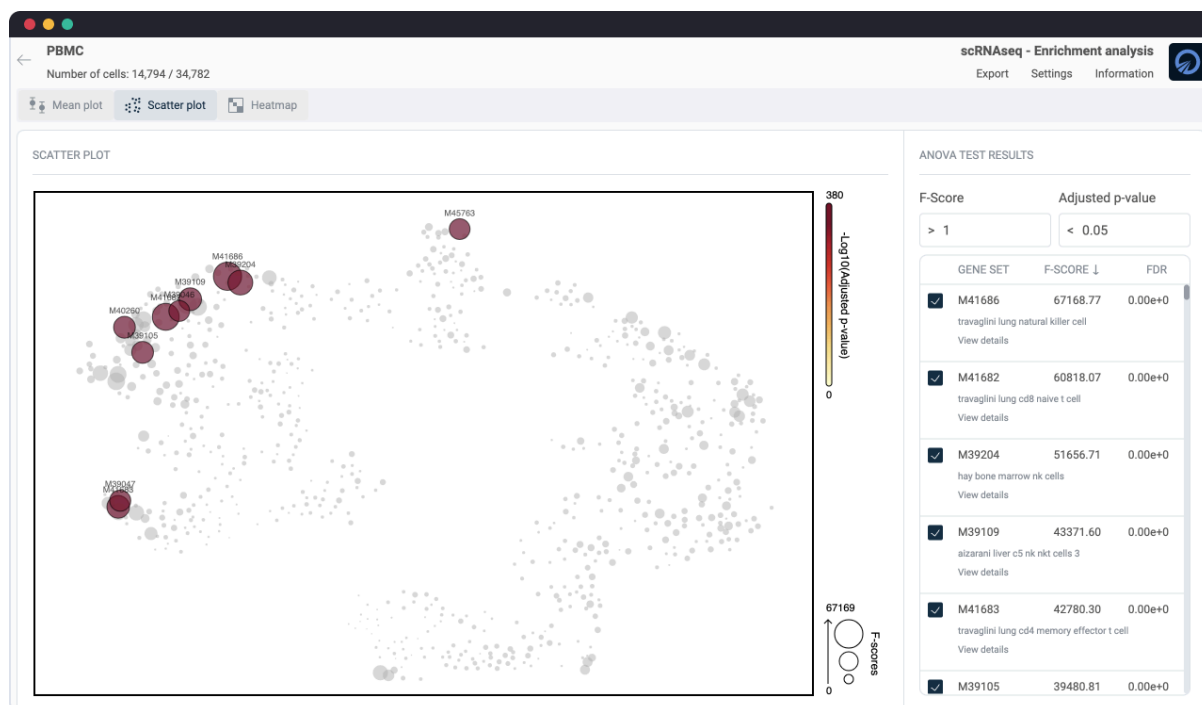 PBMC
Number of cells: 14,794 / 34,782
scRNAseq - Enrichment analysis
Export Settings Information
Mean plot Scatter plot Heatmap
SCATTER PLOT
M45763
M41686
M39204
M39109
M39046
M40260
M39105
M39047
M41683
380
-Log10(Adjusted p-value)
0
67169
F-scores
0
ANOVA TEST RESULTS
F-Score Adjusted p-value
> 1 < 0.05
GENE SET F-SCORE ↓ FDR
M41686 67168.77 0.00e+0
travaglini lung natural killer cell
View details
M41682 60818.07 0.00e+0
travaglini lung cd8 naive t cell
View details
M39204 51656.71 0.00e+0
hay bone marrow nk cells
View details
M39109 43371.60 0.00e+0
aizarani liver c5 nk nkt cells 3
View details
M41683 42780.30 0.00e+0
travaglini lung cd4 memory effector t cell
View details
M39105 39480.81 0.00e+0